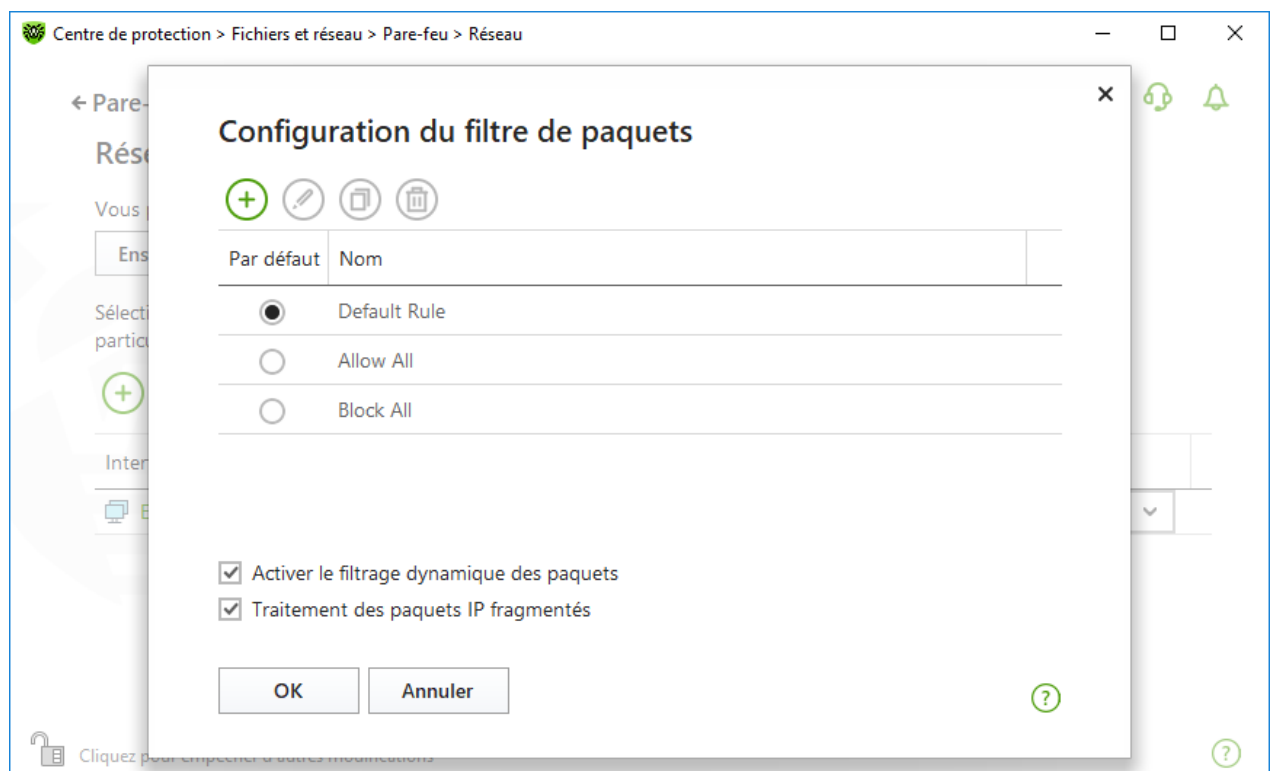 Centre de protection > Fichiers et réseau > Pare-feu > Réseau
Pare-
Configuration du filtre de paquets
Rése
Vous
Ens
Par défaut Nom
Sélecti
particu
Default Rule
Allow All
Block All
Inter
Activer le filtrage dynamique des paquets
Traitement des paquets IP fragmentés
OK Annuler
Cliquez pour empêcher d'autres modifications